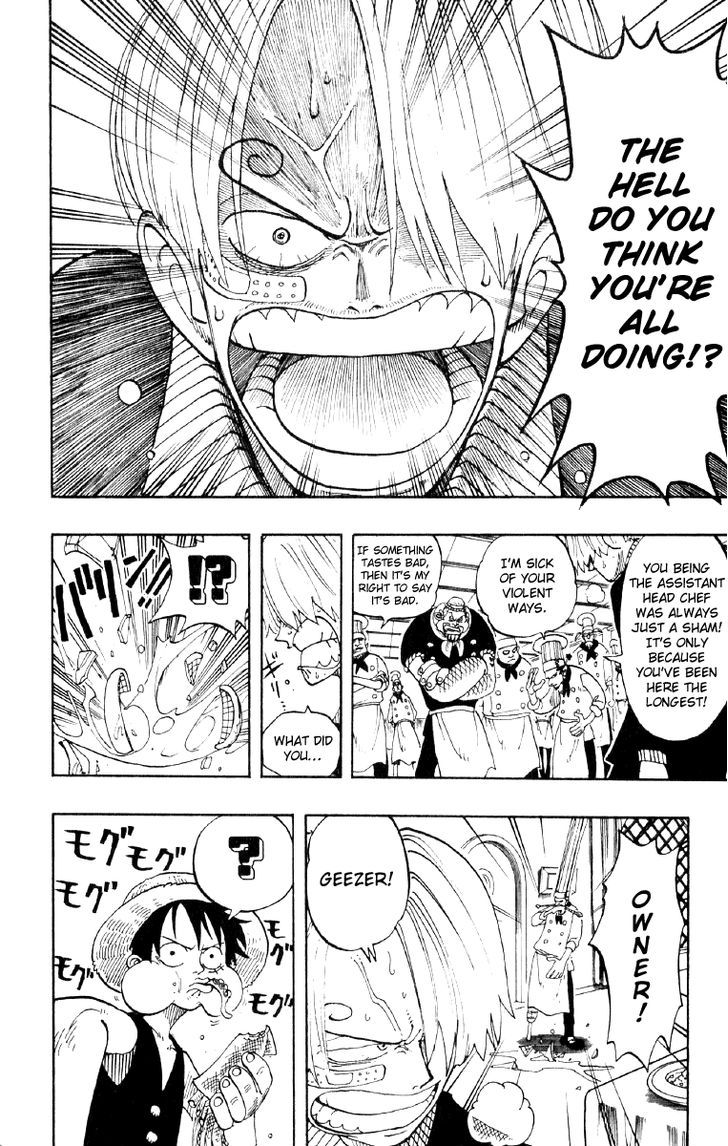 THE
HELL
DO YOU
THINK
YOU'RE
ALL
DOING!?
YOU BEING
THE ASSISTANT
HEAD CHEF
WAS ALWAYS
JUST A SHAM!
IT'S ONLY
BECAUSE
YOU'VE BEEN
HERE THE
LONGEST!
I'M SICK
OF YOUR
VIOLENT
WAYS.
IF SOMETHING
TASTES BAD,
THEN IT'S MY
RIGHT TO SAY
IT'S BAD.
WHAT DID
YOU...
!?
バリィン
OWNER!
GEEZER!
?
モグ
モグ
モグ
モグ
モグ
モグ